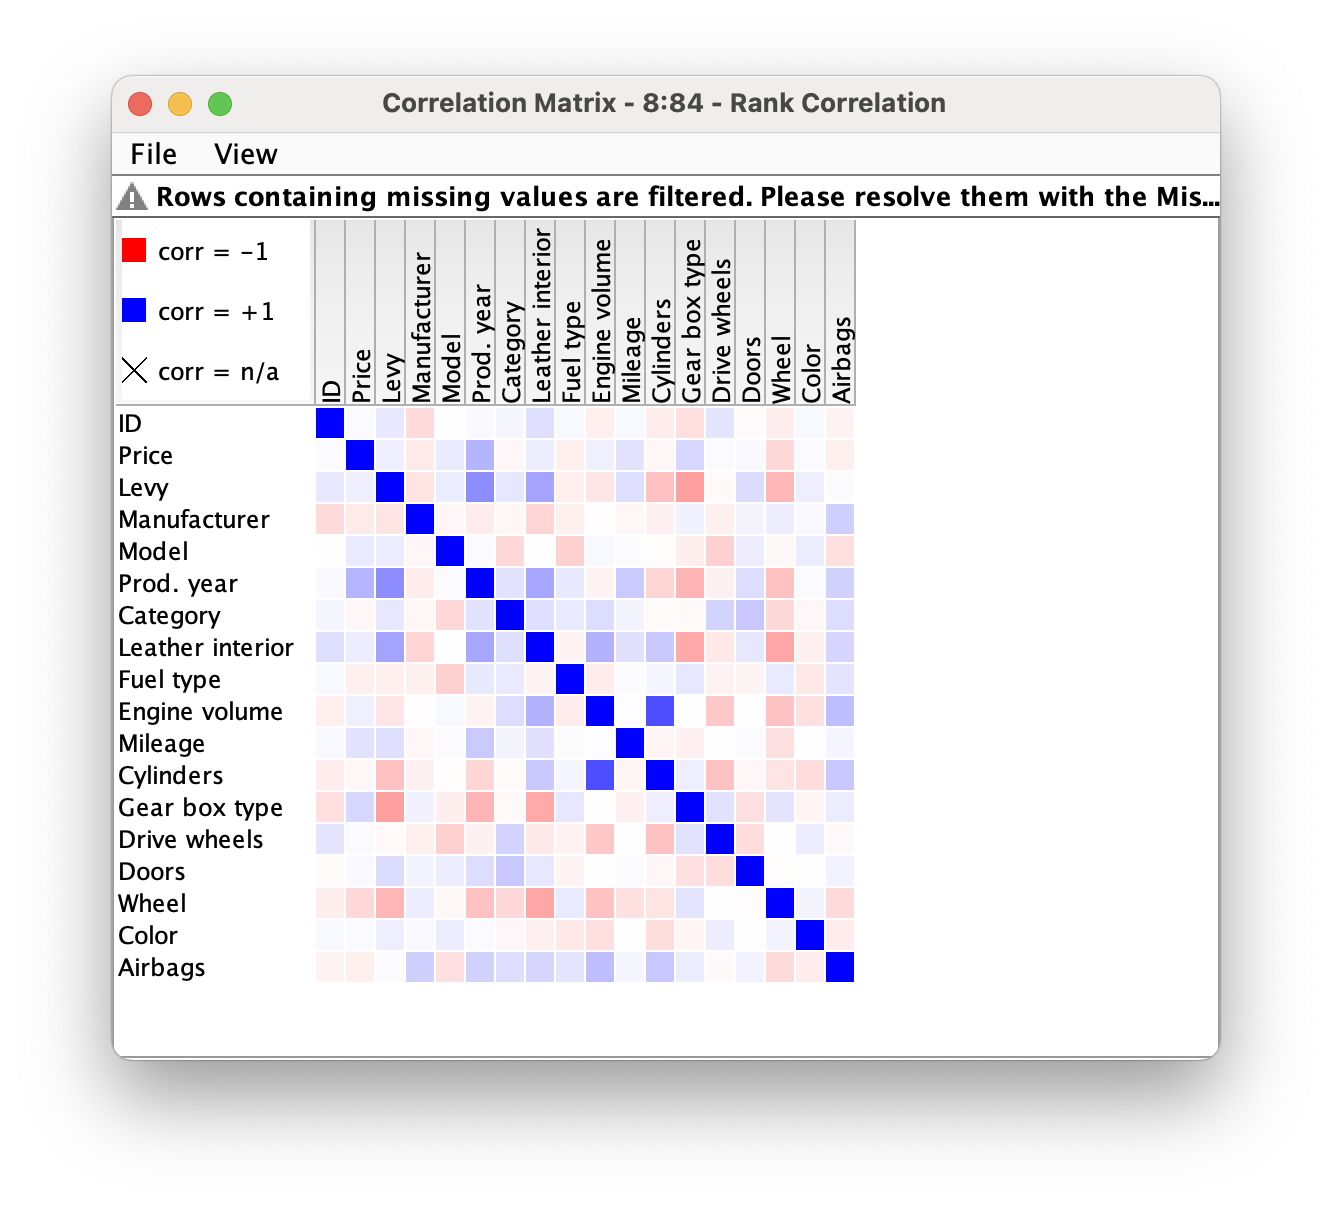 Correlation Matrix - 8:84 - Rank Correlation
File View
Rows containing missing values are filtered. Please resolve them with the Mis...
corr = -1
corr = +1
corr = n/a
ID
Price
Levy
Manufacturer
Model
Prod. year
Category
Leather interior
Fuel type
Engine volume
Mileage
Cylinders
Gear box type
Drive wheels
Doors
Wheel
Color
Airbags
ID
Price
Levy
Manufacturer
Model
Prod. year
Category
Leather interior
Fuel type
Engine volume
Mileage
Cylinders
Gear box type
Drive wheels
Doors
Wheel
Color
Airbags